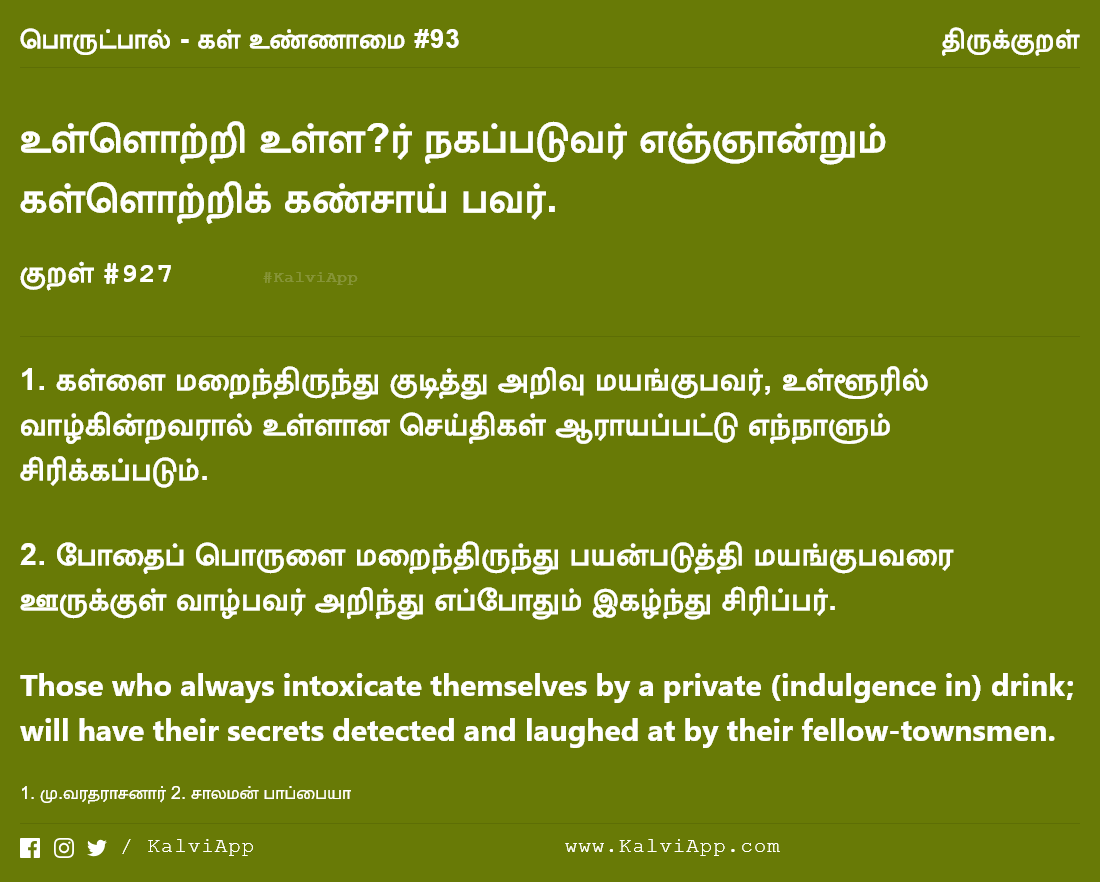 பொருட்பால் - கள் உண்ணாமை #93 திருக்குறள்
உள்ளொற்றி உள்ள?ர் நகப்படுவர் எஞ்ஞான்றும்
கள்ளொற்றிக் கண்சாய் பவர்.
குறள் #927 #KalviApp
1. கள்ளை மறைந்திருந்து குடித்து அறிவு மயங்குபவர், உள்ளூரில்
வாழ்கின்றவரால் உள்ளான செய்திகள் ஆராயப்பட்டு எந்நாளும்
சிரிக்கப்படும்.
2. போதைப் பொருளை மறைந்திருந்து பயன்படுத்தி மயங்குபவரை
ஊருக்குள் வாழ்பவர் அறிந்து எப்போதும் இகழ்ந்து சிரிப்பர்.
Those who always intoxicate themselves by a private (indulgence in) drink;
will have their secrets detected and laughed at by their fellow-townsmen.
1. மு.வரதராசனார் 2. சாலமன் பாப்பையா
/ KalviApp www.KalviApp.com